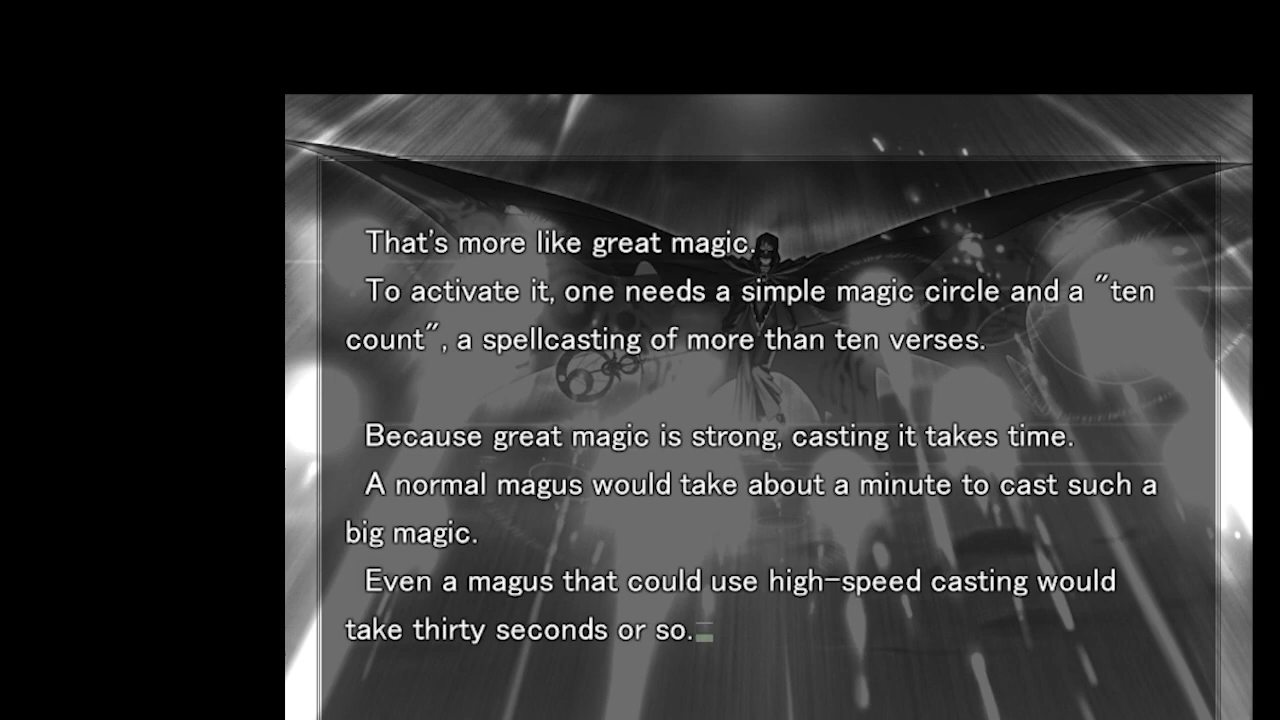 That's more like great magic.
To activate it, one needs a simple magic circle and a "ten
count", a spellcasting of more than ten verses.
Because great magic is strong, casting it takes time.
A normal magus would take about a minute to cast such a
big magic.
Even a magus that could use high-speed casting would
take thirty seconds or so.